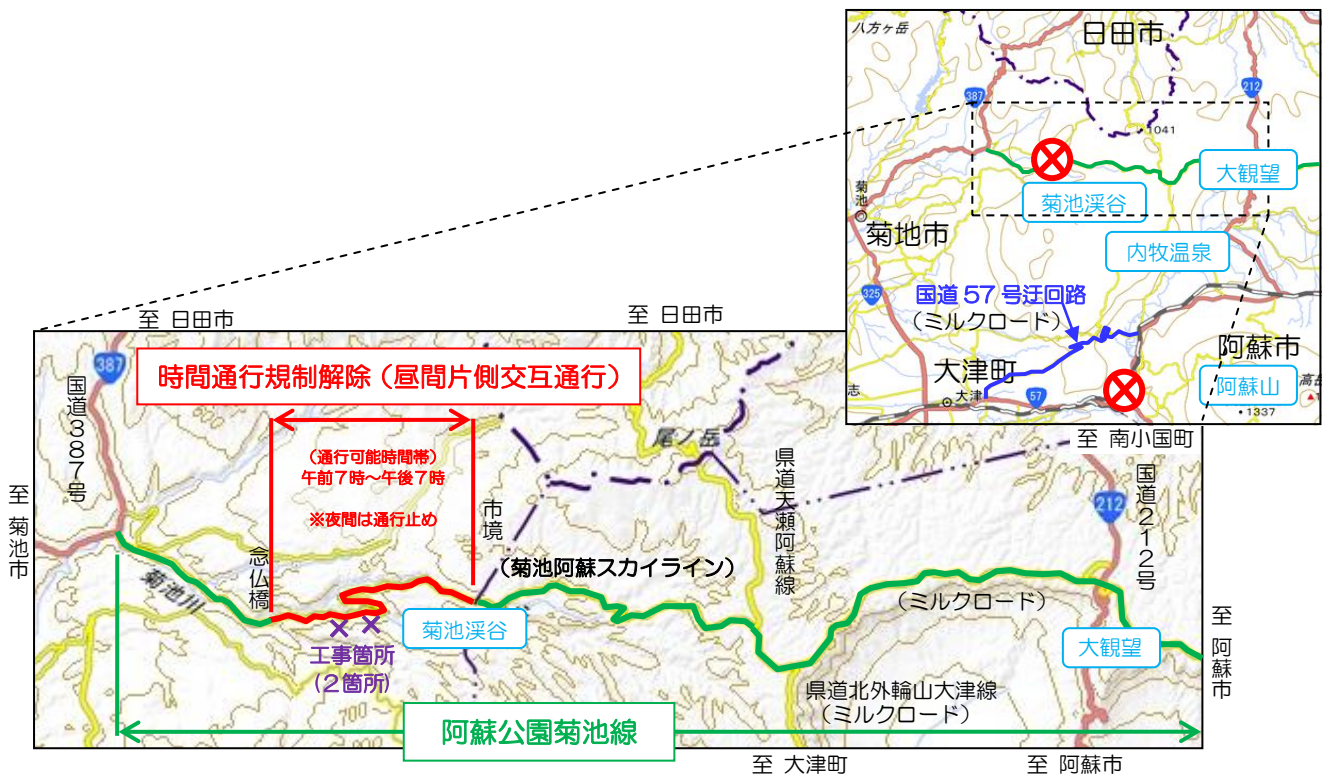 八方ヶ岳
日田市
387
212
1041
大観望
菊池渓谷
菊池
菊地市
内牧温泉
325
国道57号迂回路
(ミルクロード)
阿蘇市
大津町
阿蘇山
高岳
志
大津
57
1337
至 日田市
至 日田市
至 南小国町
387
国道387号
時間通行規制解除(昼間片側交互通行)
(通行可能時間帯)
午前7時~午後7時
※夜間は通行止め
市境
尾ノ岳
県道天瀬阿蘇線
国道212号
212
至 菊池市
念仏橋
菊池川
(菊池阿蘇スカイライン)
(ミルクロード)
菊池渓谷
大観望
至 阿蘇市
工事箇所
(2箇所)
700
県道北外輪山大津線
(ミルクロード)
阿蘇公園菊池線
至 大津町
至 阿蘇市